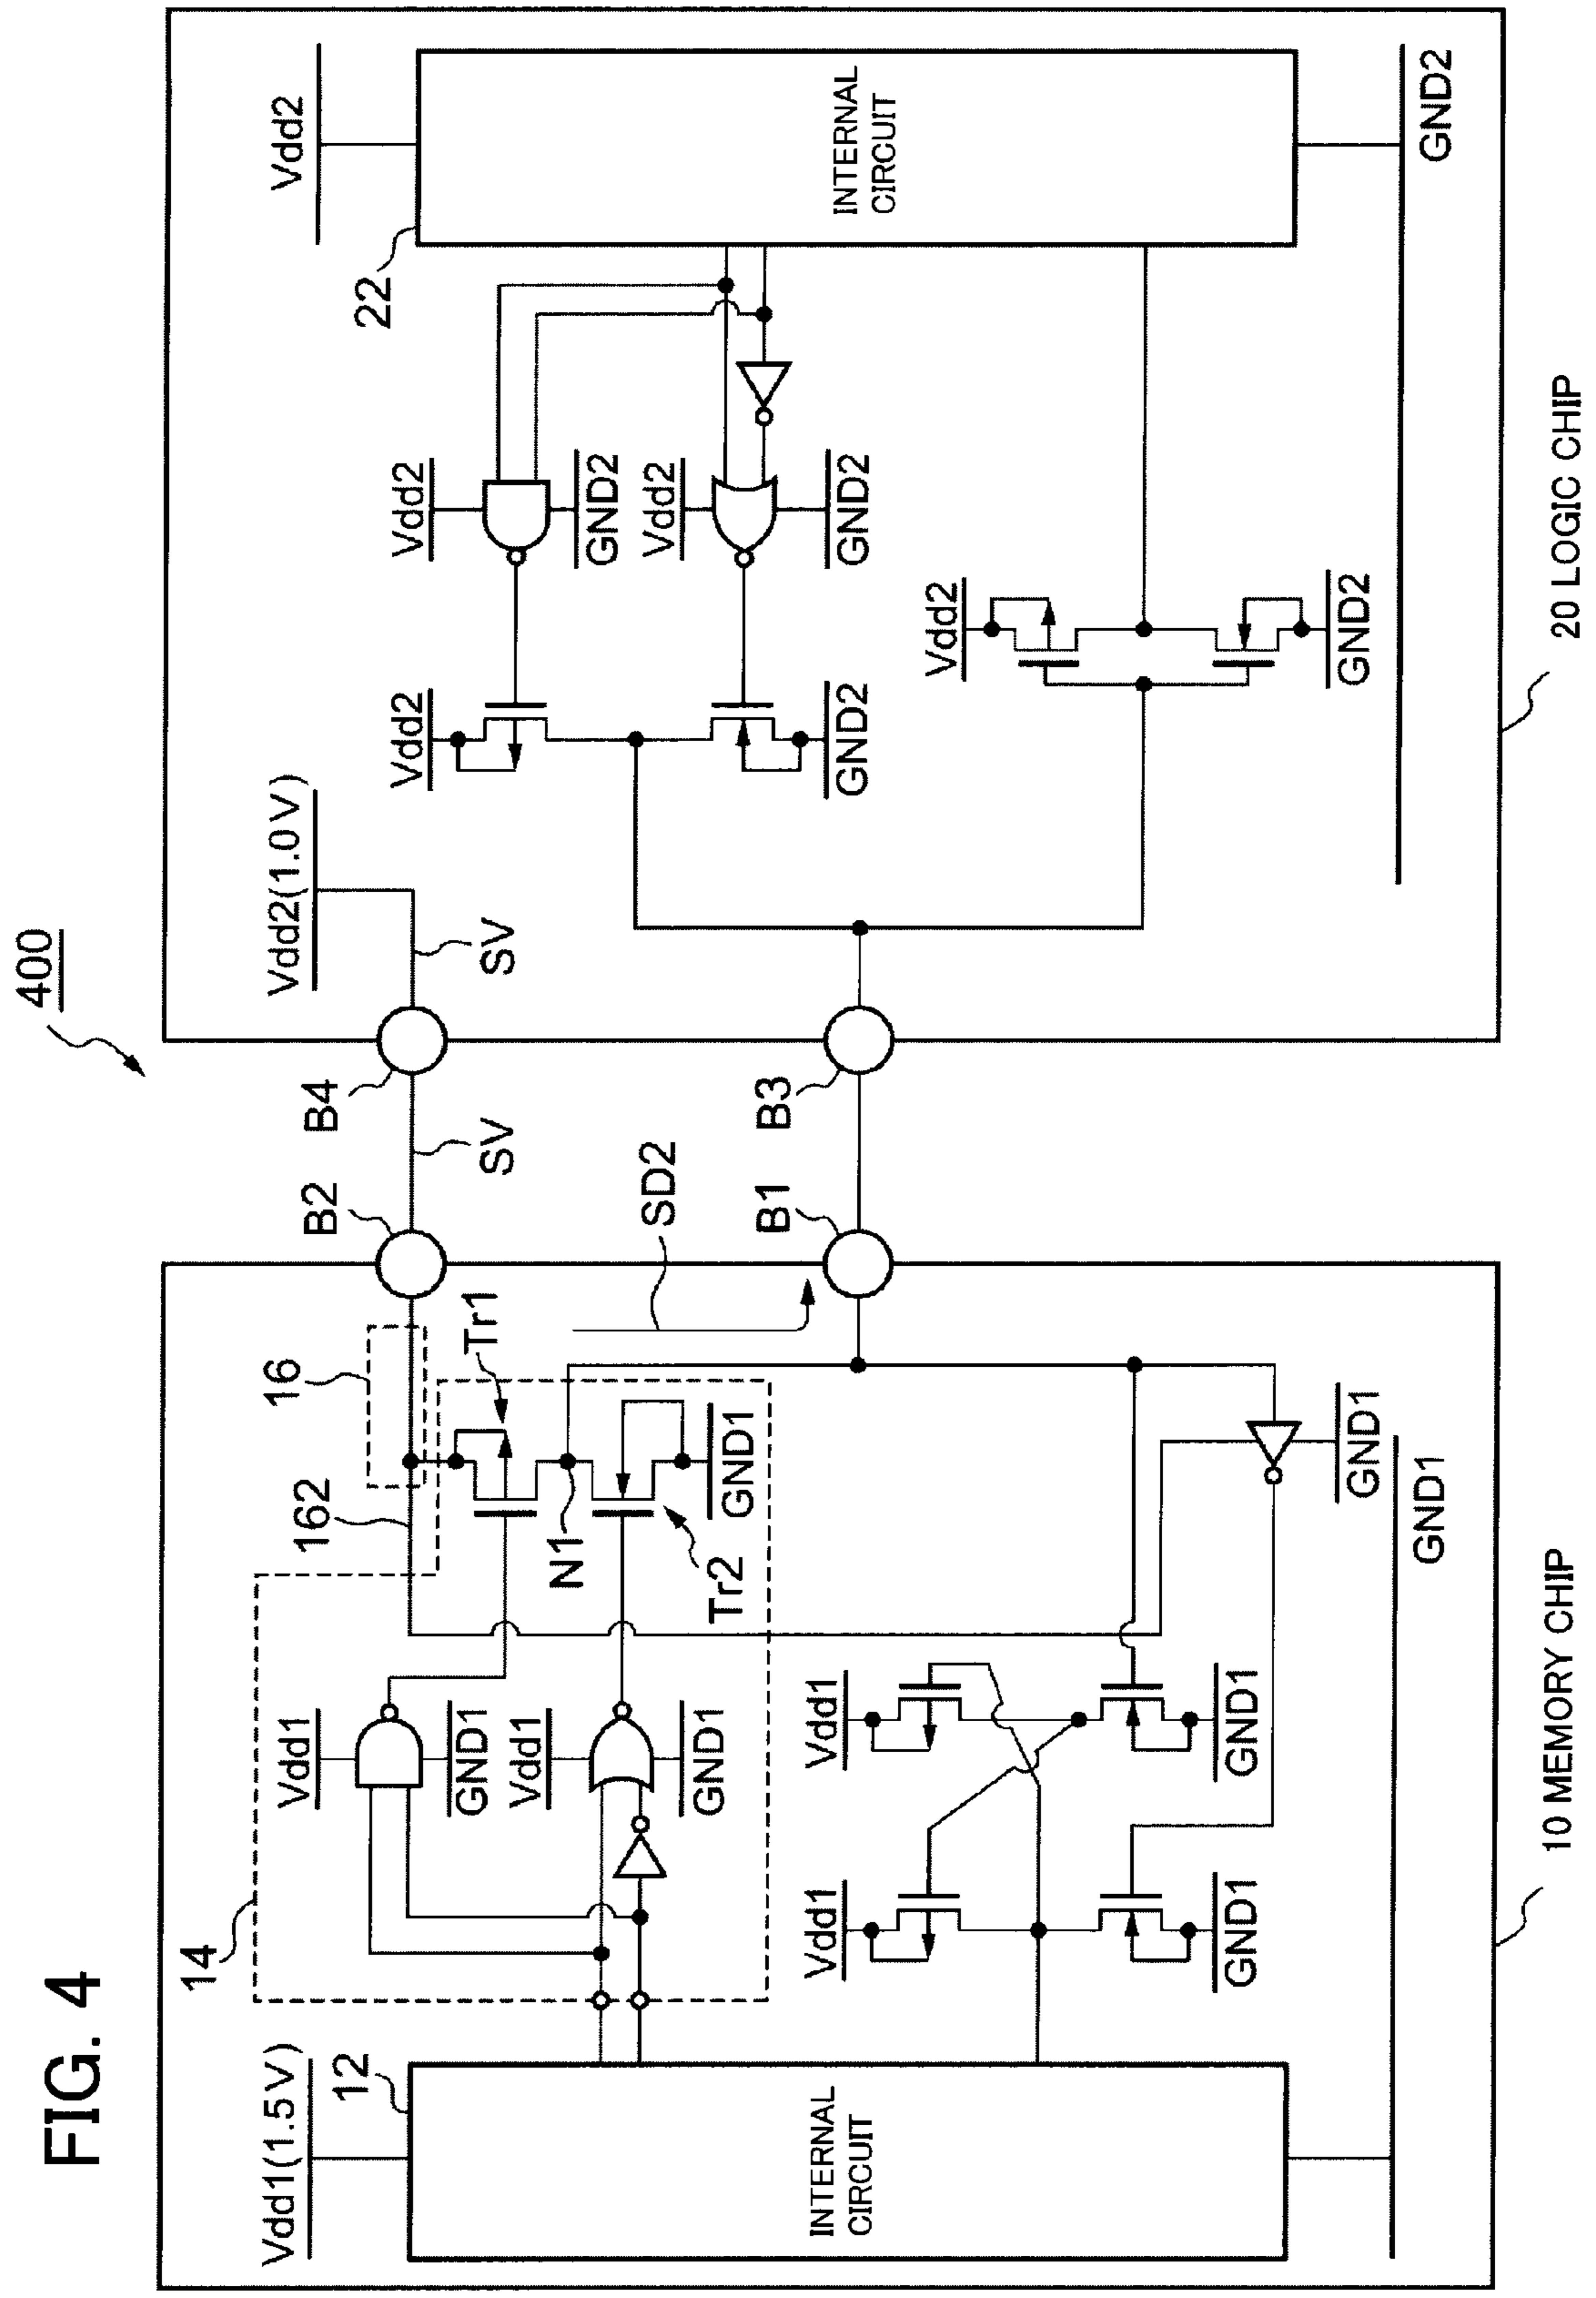 FIG. 4
400
Vdd1(1.5V)
12
INTERNAL
CIRCUIT
14
Vdd1
GND1
Vdd1
GND1
162
16
Tr1
N1
Tr2
GND1
SD2
B2
B1
SV
B4
B3
Vdd1
GND1
Vdd1
GND1
GND1
GND1
10 MEMORY CHIP
Vdd2(1.0V)
SV
Vdd2
GND2
Vdd2
GND2
Vdd2
GND2
Vdd2
GND2
22
Vdd2
INTERNAL
CIRCUIT
GND2
20 LOGIC CHIP